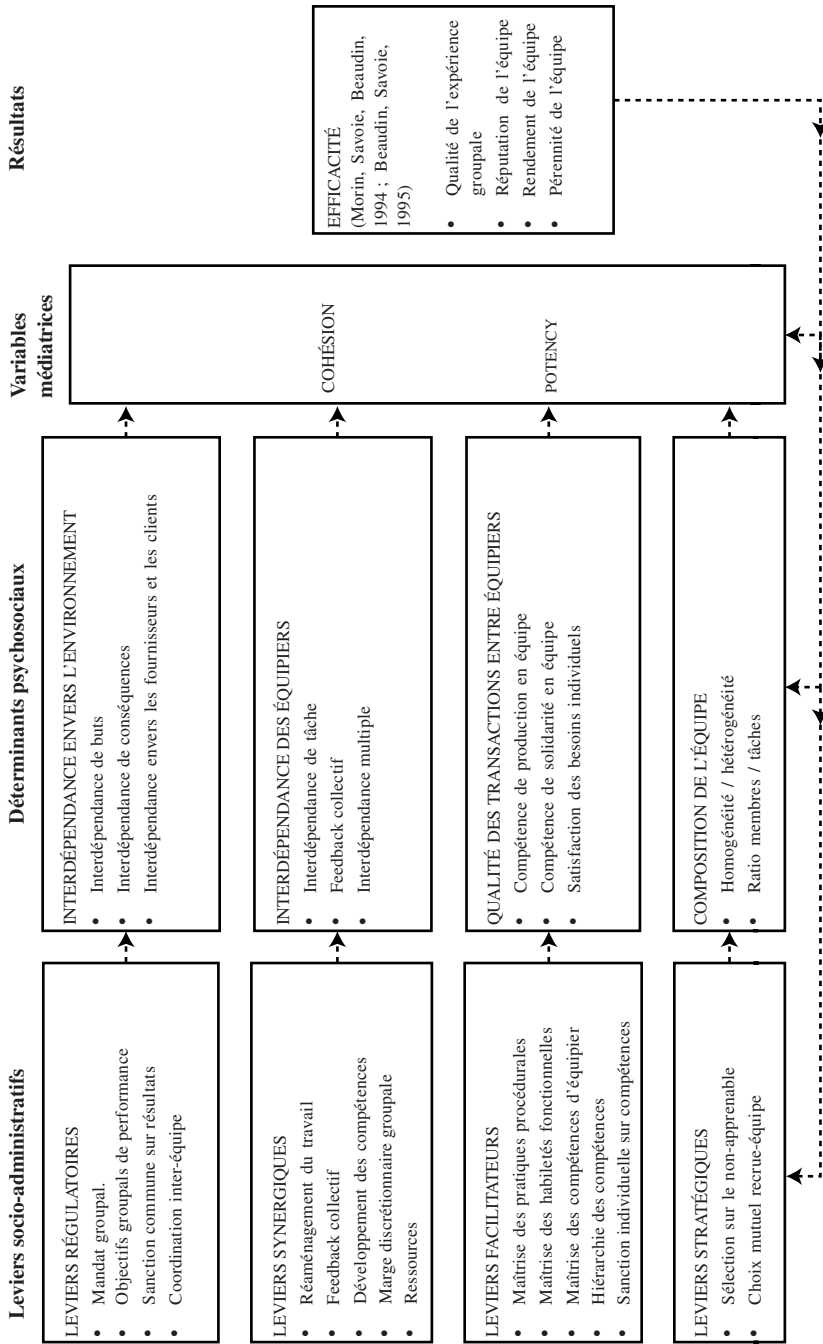 Leviers socio-administratifs
LEVIERS RÉGULATOIRES
• Mandat groupal.
• Objectifs groupals de performance
• Sanction commune sur résultats
• Coordination inter-équipe
LEVIERS SYNERGIQUES
• Réaménagement du travail
• Feedback collectif
• Développement des compétences
• Marge discrétionnaire groupale
• Ressources
LEVIERS FACILITATEURS
• Maîtrise des pratiques procédurales
• Maîtrise des habiletés fonctionnelles
• Maîtrise des compétences d'équipier
• Hiérarchie des compétences
• Sanction individuelle sur compétences
LEVIERS STRATÉGIQUES
• Sélection sur le non-apprenable
• Choix mutuel recrue-équipe
Déterminants psychosociaux
INTERDÉPENDANCE ENVERS L'ENVIRONNEMENT
• Interdépendance de buts
• Interdépendance de conséquences
• Interdépendance envers les fournisseurs et les clients
INTERDÉPENDANCE DES ÉQUIPIERS
• Interdépendance de tâche
• Feedback collectif
• Interdépendance multiple
QUALITÉ DES TRANSACTIONS ENTRE ÉQUIPIERS
• Compétence de production en équipe
• Compétence de solidarité en équipe
• Satisfaction des besoins individuels
COMPOSITION DE L'ÉQUIPE
• Homogénéité / hétérogénéité
• Ratio membres / tâches
Variables
médiatrices
COHÉSION
POTENCY
Résultats
EFFICACITÉ
(Morin, Savoie, Beaudin,
1994 ; Beaudin, Savoie,
1995)
• Qualité de l'expérience
groupale
• Réputation de l'équipe
• Rendement de l'équipe
• Pérennité de l'équipe